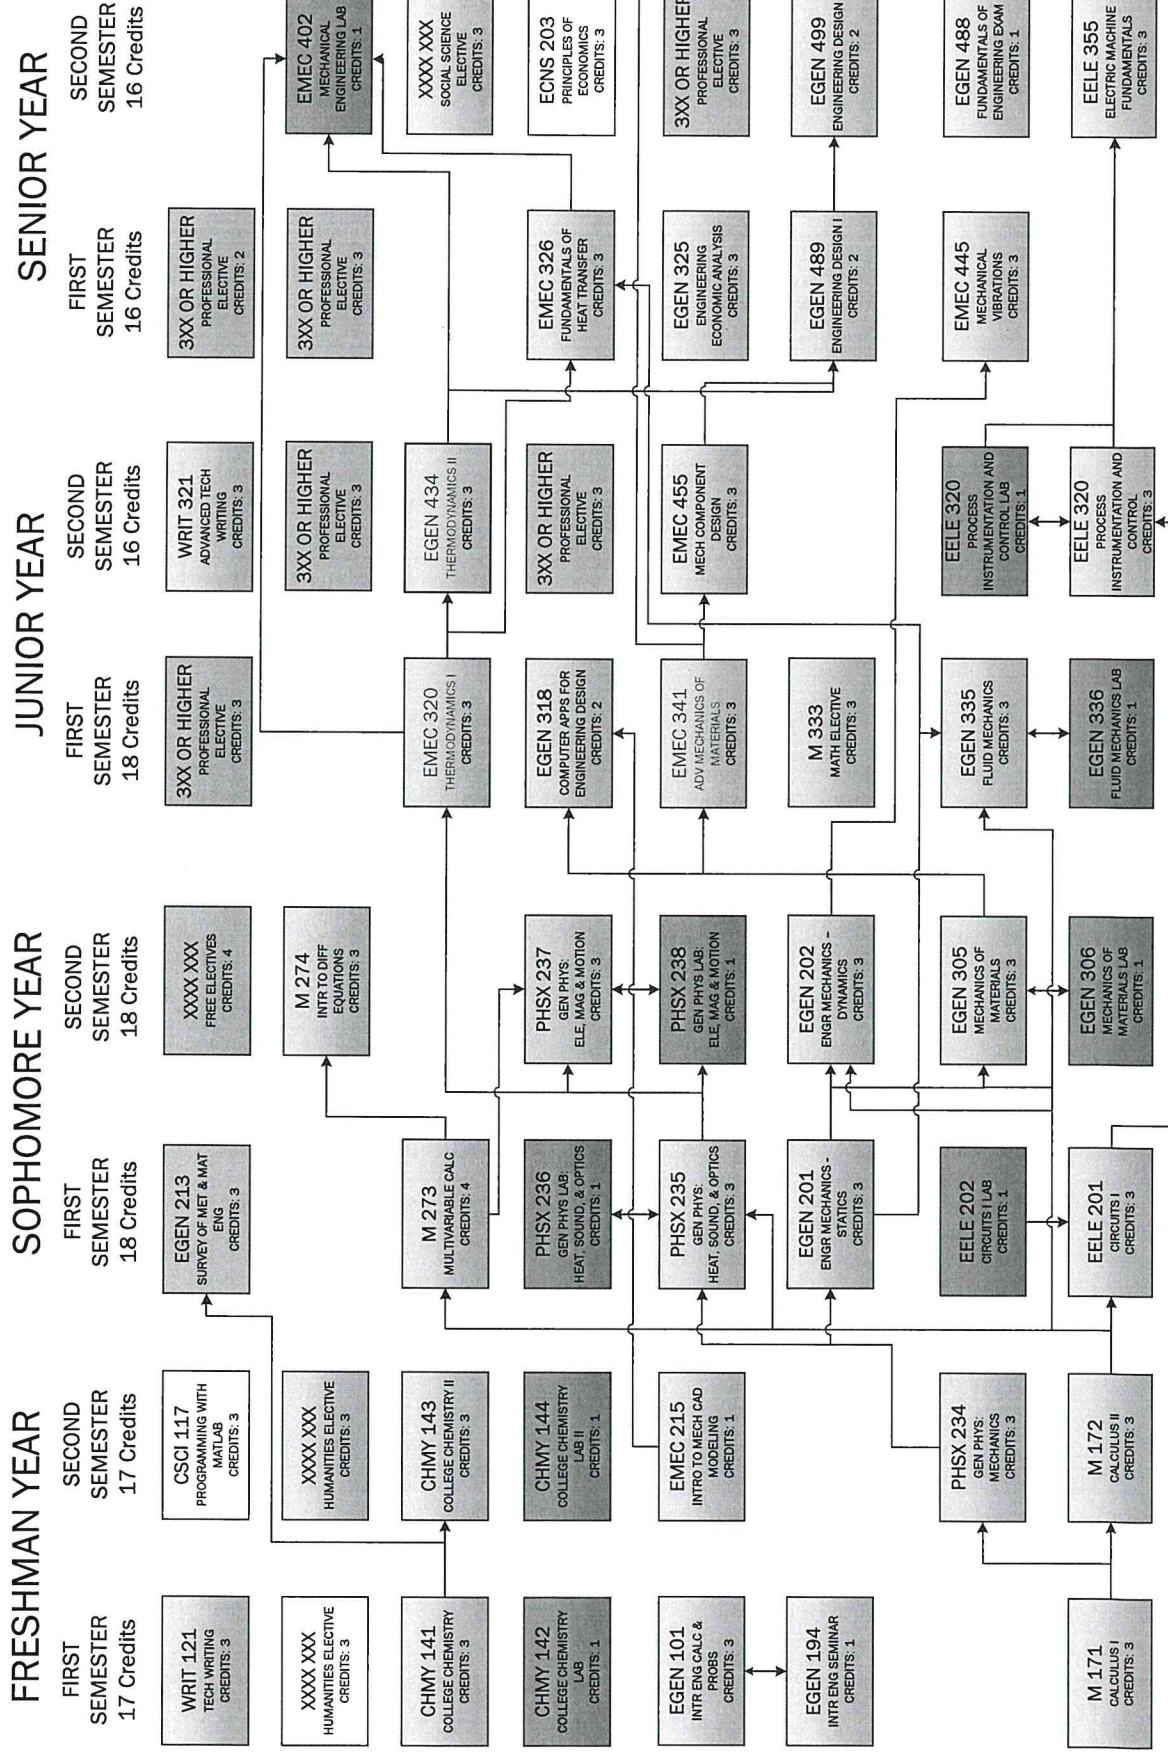 FRESHMAN YEAR
FIRST
SEMESTER
17 Credits
WRIT 121
TECH WRITING
CREDITS: 3
XXXX XXX
HUMANITIES ELECTIVE
CREDITS: 3
CHMY 141
COLLEGE CHEMISTRY
CREDITS: 3
CHMY 142
COLLEGE CHEMISTRY
LAB
CREDITS: 1
EGEN 101
INTR ENG CALC &
PROBS
CREDITS: 3
EGEN 194
INTR ENG SEMINAR
CREDITS: 1
M 171
CALCULUS I
CREDITS: 3
SECOND
SEMESTER
17 Credits
CSCI 117
PROGRAMMING WITH
MATLAB
CREDITS: 3
XXXX XXX
HUMANITIES ELECTIVE
CREDITS: 3
CHMY 143
COLLEGE CHEMISTRY II
CREDITS: 3
CHMY 144
COLLEGE CHEMISTRY
LAB II
CREDITS: 1
EMEC 215
INTRO TO MECH CAD
MODELING
CREDITS: 1
PHSX 234
GEN PHYS:
MECHANICS
CREDITS: 3
M 172
CALCULUS II
CREDITS: 3
SOPHOMORE YEAR
FIRST
SEMESTER
18 Credits
EGEN 213
SURVEY OF MET & MAT
ENG
CREDITS: 3
M 273
MULTIVARIABLE CALC
CREDITS: 4
PHSX 236
GEN PHYS LAB:
HEAT, SOUND, & OPTICS
CREDITS: 1
PHSX 235
GEN PHYS:
HEAT, SOUND, & OPTICS
CREDITS: 3
EGEN 201
ENGR MECHANICS -
STATICS
CREDITS: 3
EELE 202
CIRCUITS I LAB
CREDITS: 1
EELE 201
CIRCUITS I
CREDITS: 3
SECOND
SEMESTER
18 Credits
XXXX XXX
FREE ELECTIVES
CREDITS: 4
M 274
INTR TO DIFF
EQUATIONS
CREDITS: 3
PHSX 237
GEN PHYS:
ELE, MAG & MOTION
CREDITS: 3
PHSX 238
GEN PHYS LAB:
ELE, MAG & MOTION
CREDITS: 1
EGEN 202
ENGR MECHANICS –
DYNAMICS
CREDITS: 3
EGEN 305
MECHANICS OF
MATERIALS
CREDITS: 3
EGEN 306
MECHANICS OF
MATERIALS LAB
CREDITS: 1
JUNIOR YEAR
FIRST
SEMESTER
18 Credits
3XX OR HIGHER
PROFESSIONAL
ELECTIVE
CREDITS: 3
EMEC 320
THERMODYNAMICS I
CREDITS: 3
EGEN 318
COMPUTER APPS FOR
ENGINEERING DESIGN
CREDITS: 2
EMEC 341
ADV MECHANICS OF
MATERIALS
CREDITS: 3
M 333
MATH ELECTIVE
CREDITS: 3
EGEN 335
FLUID MECHANICS
CREDITS: 3
EGEN 336
FLUID MECHANICS LAB
CREDITS: 1
SECOND
SEMESTER
16 Credits
WRIT 321
ADVANCED TECH
WRITING
CREDITS: 3
3XX OR HIGHER
PROFESSIONAL
ELECTIVE
CREDITS: 3
EGEN 434
THERMODYNAMICS II
CREDITS: 3
3XX OR HIGHER
PROFESSIONAL
ELECTIVE
CREDITS: 3
EMEC 455
MECH COMPONENT
DESIGN
CREDITS: 3
EELE 320
PROCESS
INSTRUMENTATION AND
CONTROL LAB
CREDITS: 1
EELE 320
PROCESS
INSTRUMENTATION AND
CONTROL
CREDITS: 3
SENIOR YEAR
FIRST
SEMESTER
16 Credits
3XX OR HIGHER
PROFESSIONAL
ELECTIVE
CREDITS: 2
3XX OR HIGHER
PROFESSIONAL
ELECTIVE
CREDITS: 3
EMEC 326
FUNDAMENTALS OF
HEAT TRANSFER
CREDITS: 3
EGEN 325
ENGINEERING
ECONOMIC ANALYSIS
CREDITS: 3
EGEN 489
ENGINEERING DESIGN I
CREDITS: 2
EMEC 445
MECHANICAL
VIBRATIONS
CREDITS: 3
SECOND
SEMESTER
16 Credits
EMEC 402
MECHANICAL
ENGINEERING LAB
CREDITS: 1
XXXX XXX
SOCIAL SCIENCE
ELECTIVE
CREDITS: 3
ECNS 203
PRINCIPLES OF
ECONOMICS
CREDITS: 3
3XX OR HIGHER
PROFESSIONAL
ELECTIVE
CREDITS: 3
EGEN 499
ENGINEERING DESIGN
CREDITS: 2
EGEN 488
FUNDAMENTALS OF
ENGINEERING EXAM
CREDITS: 1
EELE 355
ELECTRIC MACHINE
FUNDAMENTALS
CREDITS: 3